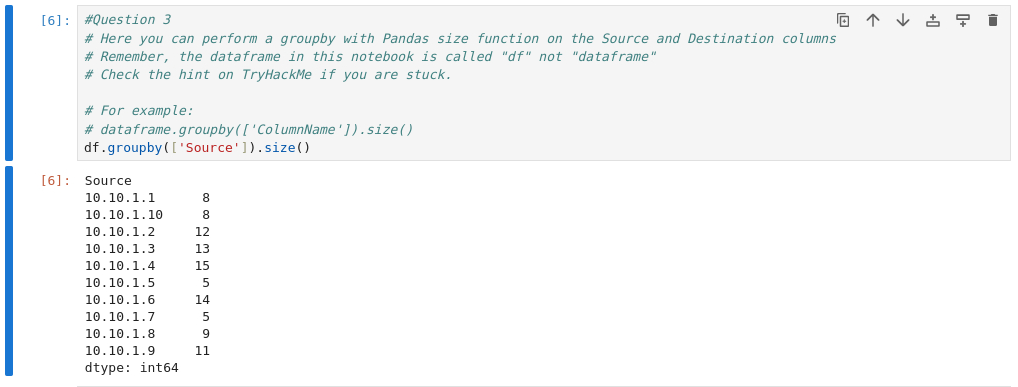 [6]: #Question 3
# Here you can perform a groupby with Pandas size function on the Source and Destination columns
# Remember, the dataframe in this notebook is called "df" not "dataframe"
# Check the hint on TryHackMe if you are stuck.

# For example:
# dataframe.groupby(['ColumnName']).size()
df.groupby(['Source']).size()
[6]: Source
10.10.1.1      8
10.10.1.10     8
10.10.1.2     12
10.10.1.3     13
10.10.1.4     15
10.10.1.5      5
10.10.1.6     14
10.10.1.7      5
10.10.1.8      9
10.10.1.9     11
dtype: int64